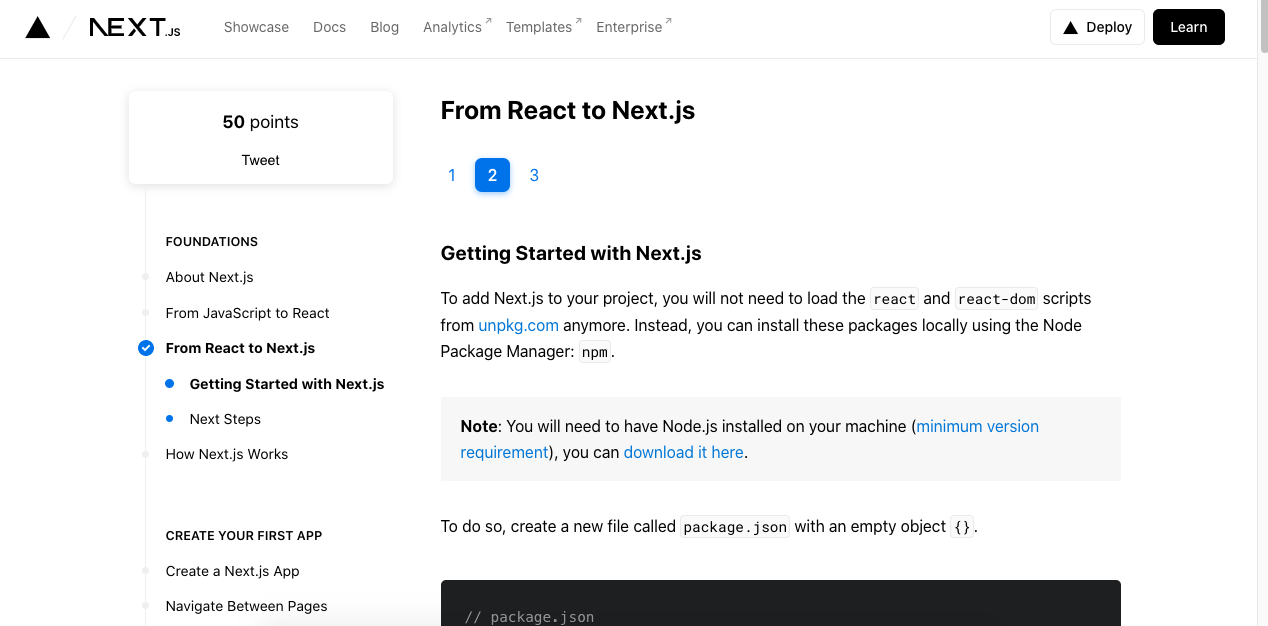 NEXT.JS
Showcase Docs Blog Analytics↗ Templates↗ Enterprise↗
Deploy
Learn
50 points
Tweet
FOUNDATIONS
About Next.js
From JavaScript to React
From React to Next.js
Getting Started with Next.js
Next Steps
How Next.js Works
CREATE YOUR FIRST APP
Create a Next.js App
Navigate Between Pages
From React to Next.js
1 2 3
Getting Started with Next.js
To add Next.js to your project, you will not need to load the react and react-dom scripts
from unpkg.com anymore. Instead, you can install these packages locally using the Node
Package Manager: npm.
Note: You will need to have Node.js installed on your machine (minimum version
requirement), you can download it here.
To do so, create a new file called package.json with an empty object {}.
// package.json